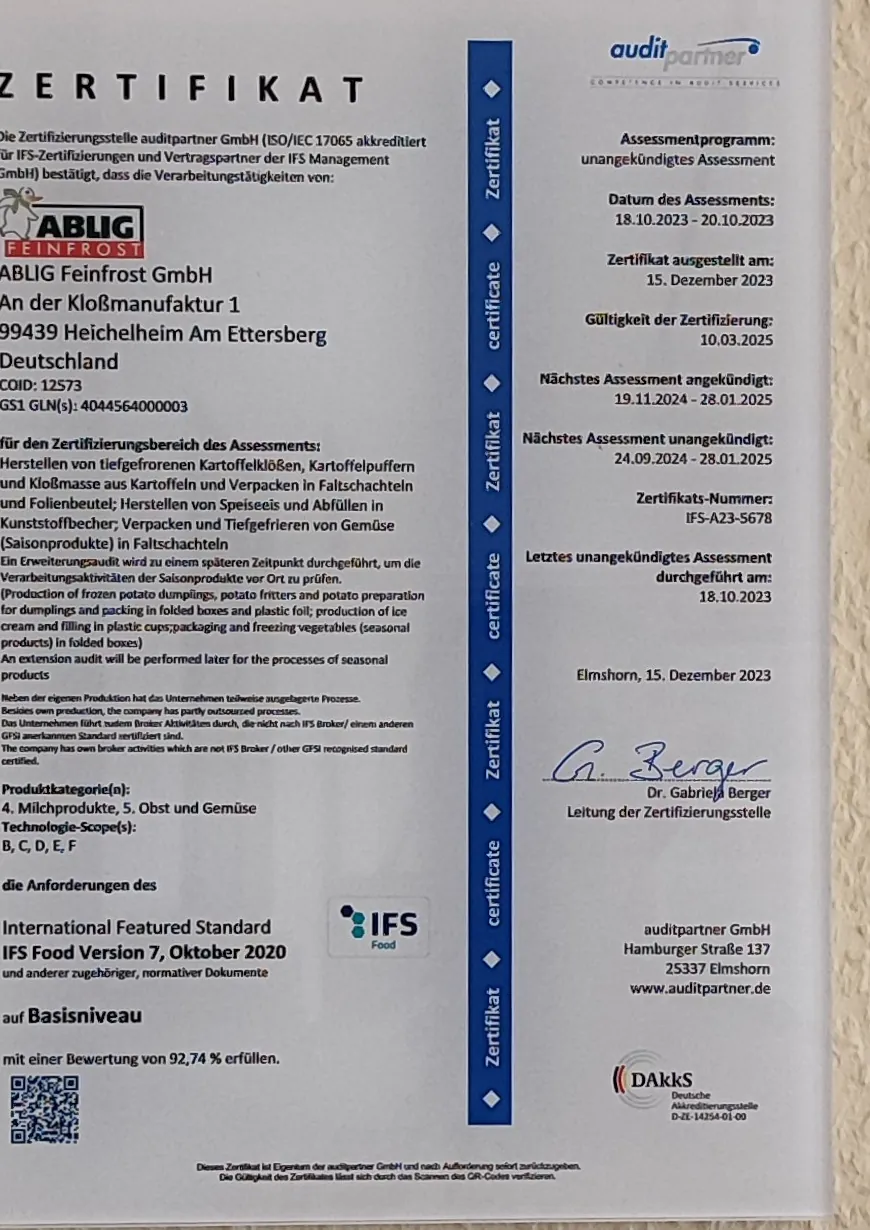 ZERTIFIKAT
Die Zertifizierungsstelle auditpartner GmbH (ISO/IEC 17065 akkreditiert
für IFS-Zertifizierungen und Vertragspartner der IFS Management
GmbH) bestätigt, dass die Verarbeitungstätigkeiten von:
ABLIG
FEINFROST
ABLIG Feinfrost GmbH
An der Kloßmanufaktur 1
99439 Heichelheim Am Ettersberg
Deutschland
COID: 12573
GS1 GLN(s): 4044564000003
für den Zertifizierungsbereich des Assessments:
Herstellen von tiefgefrorenen Kartoffelklößen, Kartoffelpuffern
und Kloßmasse aus Kartoffeln und Verpacken in Faltschachteln
und Folienbeutel; Herstellen von Speiseeis und Abfüllen in
Kunststoffbecher; Verpacken und Tiefgefrieren von Gemüse
(Saisonprodukte) in Faltschachteln
Ein Erweiterungsaudit wird zu einem späteren Zeitpunkt durchgeführt, um die
Verarbeitungsaktivitäten der Saisonprodukte vor Ort zu prüfen.
(Production of frozen potato dumplings, potato fritters and potato preparation
for dumplings and packing in folded boxes and plastic foil; production of ice
cream and filling in plastic cups;packaging and freezing vegetables (seasonal
products) in folded boxes)
An extension audit will be performed later for the processes of seasonal
products
Neben der eigenen Produktion hat das Unternehmen teilweise ausgelagerte Prozesse.
Besides own production, the company has partly outsourced processes.
Das Unternehmen führt zudem Broker Aktivitäten durch, die nicht nach IFS Broker/ einem anderen
GFSI anerkannten Standard zertifiziert sind.
The company has own broker activities which are not IFS Broker / other GFSI recognised standard
certified.
Produktkategorie(n):
4. Milchprodukte, 5. Obst und Gemüse
Technologie-Scope(s):
B, C, D, E, F
die Anforderungen des
International Featured Standard
IFS Food Version 7, Oktober 2020
und anderer zugehöriger, normativer Dokumente
IFS
Food
auf Basisniveau
mit einer Bewertung von 92,74 % erfüllen.
Zertifikat
certificate
Zertifikat
certificate
Zertifikat
certificate
Zertifikat
auditpartner
COMPETENCE IN AUDIT SERVICES
Assessmentprogramm:
unangekündigtes Assessment
Datum des Assessments:
18.10.2023 - 20.10.2023
Zertifikat ausgestellt am:
15. Dezember 2023
Gültigkeit der Zertifizierung:
10.03.2025
Nächstes Assessment angekündigt:
19.11.2024 - 28.01.2025
Nächstes Assessment unangekündigt:
24.09.2024 - 28.01.2025
Zertifikats-Nummer:
IFS-A23-5678
Letztes unangekündigtes Assessment
durchgeführt am:
18.10.2023
Elmshorn, 15. Dezember 2023
G. Berger
Dr. Gabriela Berger
Leitung der Zertifizierungsstelle
auditpartner GmbH
Hamburger Straße 137
25337 Elmshorn
www.auditpartner.de
DAkkS
Deutsche
Akkreditierungsstelle
D-ZE-14254-01-00
Dieses Zertifikat ist Eigentum der auditpartner GmbH und nach Aufforderung sofort zurückzugeben.
Die Gültigkeit des Zertifikates lässt sich durch das Scannen des QR-Codes verifizieren.